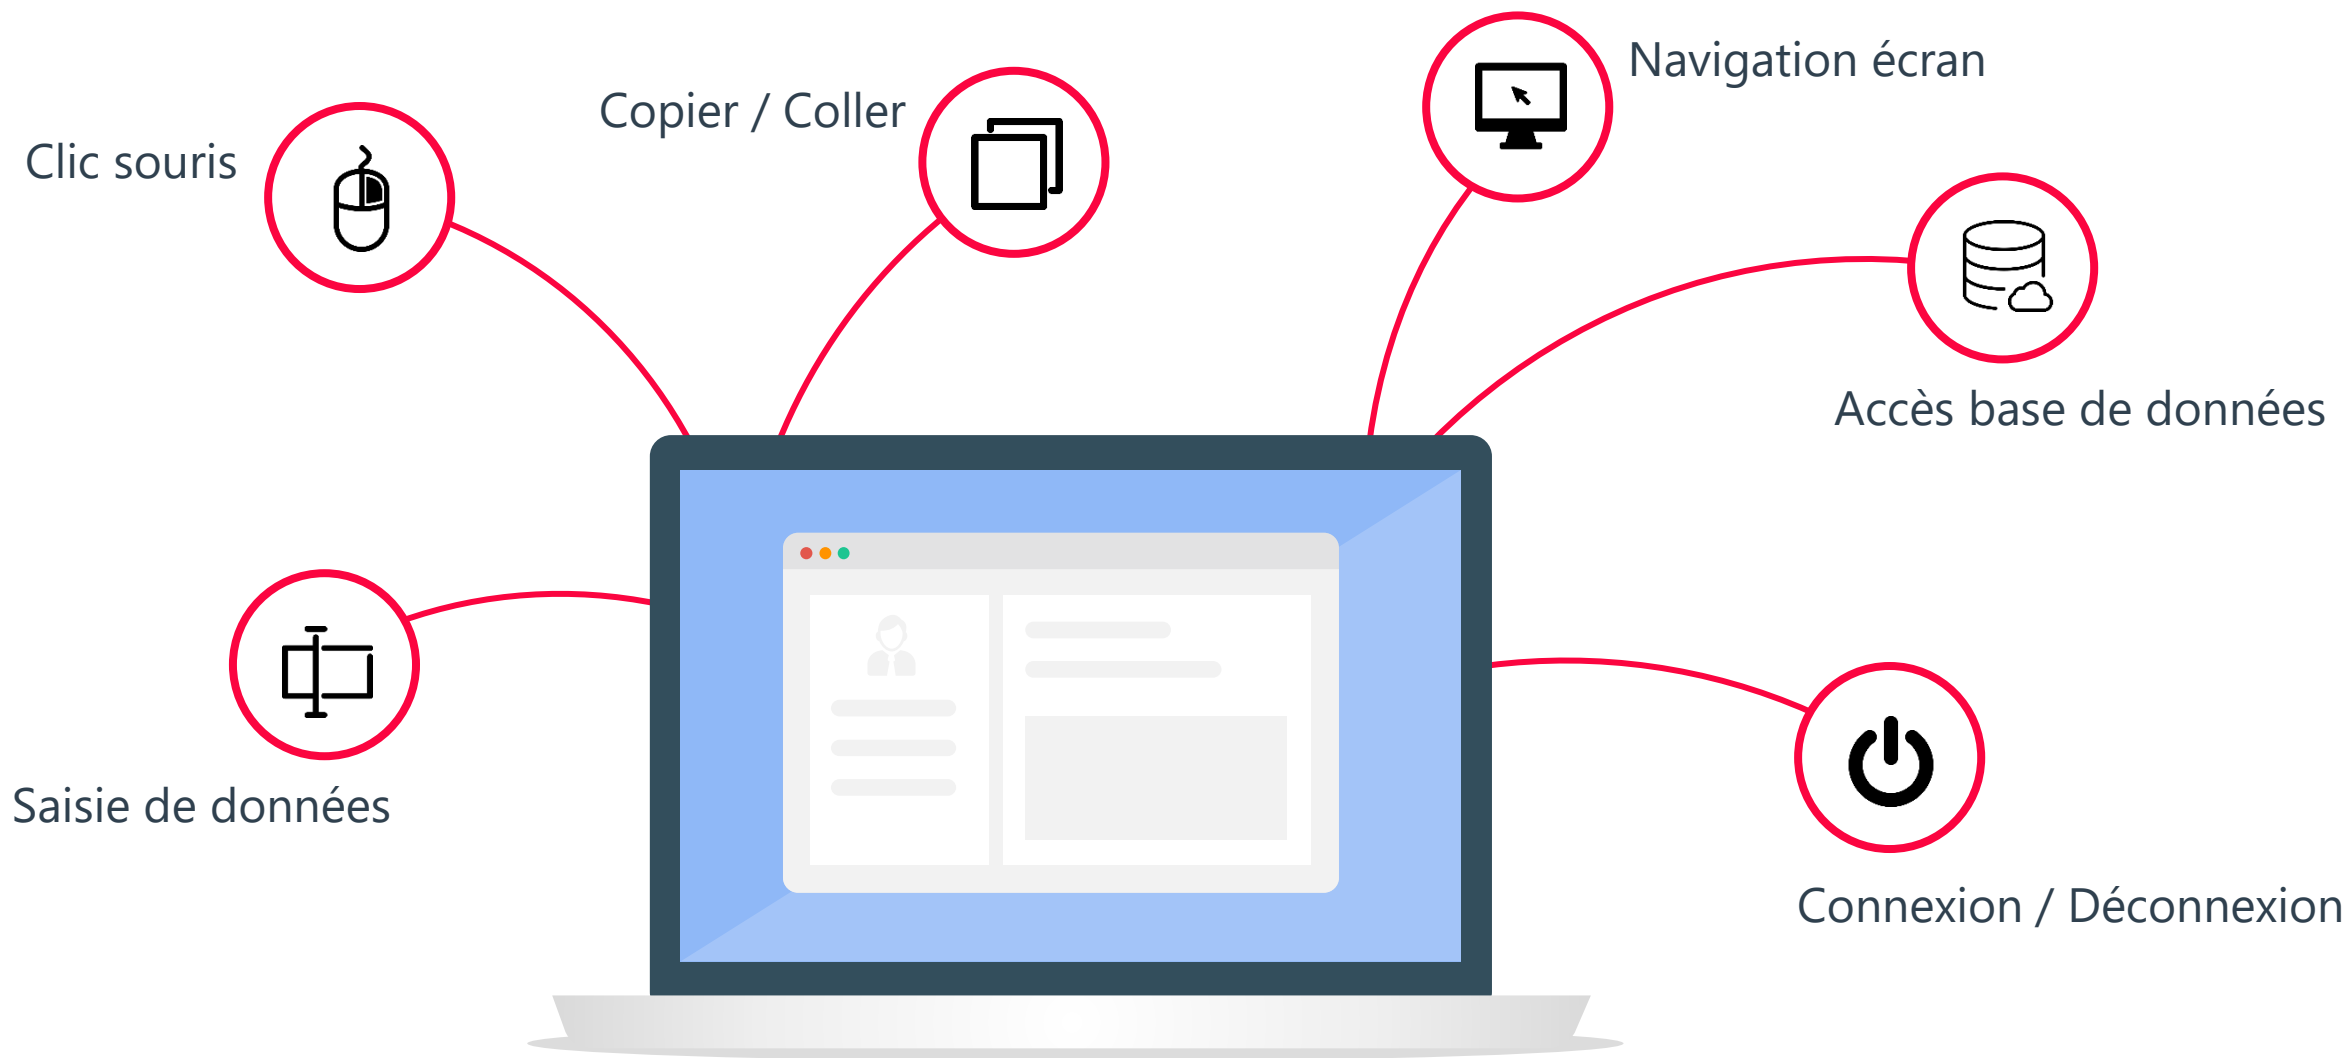 Navigation écran
Copier / Coller
Clic souris
Accès base de données
Saisie de données
Connexion / Déconnexion